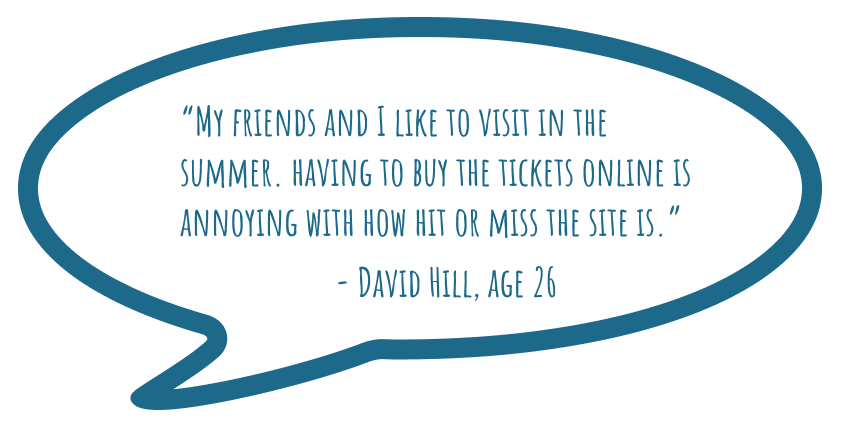 “My friends and I like to visit in the
summer. Having to buy the tickets online is
annoying with how hit or miss the site is.”
- David Hill, age 26